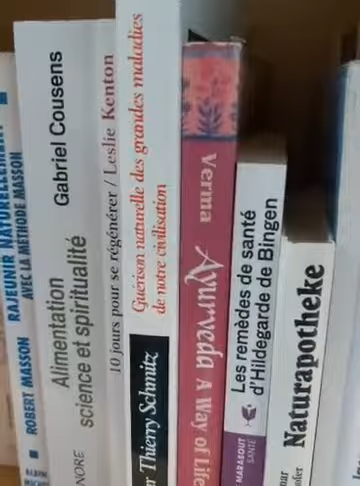 ROBERT MASSON RAJEUNIR NATURELLEMENT
AVEC LA MÉTHODE MASSON
Gabriel Cousens
Alimentation
science et spiritualité
10 jours pour se régénérer / Leslie Kenton
Guérison naturelle des grandes maladies
de notre civilisation
Thierry Schmitz
Verma Ayurveda A Way of Life
Les remèdes de santé
d'Hildegarde de Bingen
MARABOUT
SANTÉ
Naturapotheke